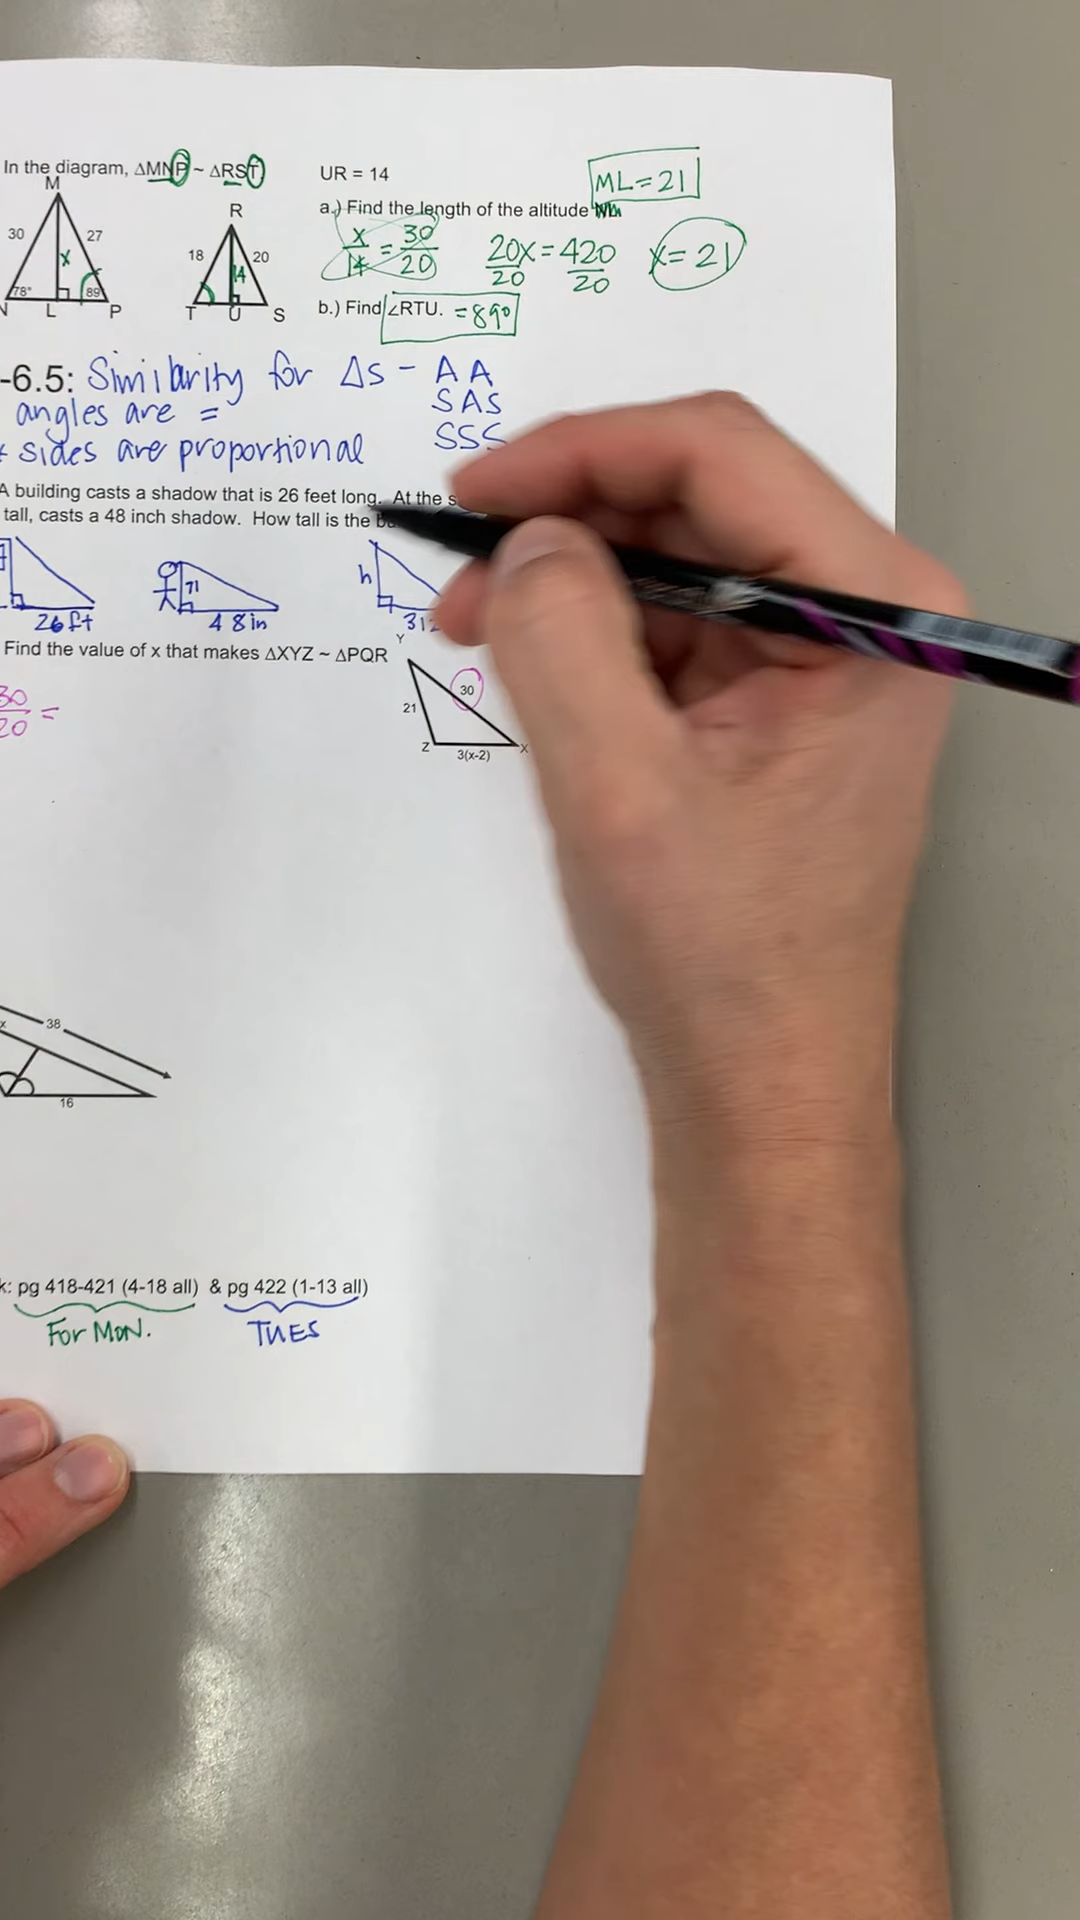 In the diagram, ΔMNP ~ ΔRST
UR = 14
ML = 21
a.) Find the length of the altitude
M
30
27
x
78°
89
N L P
R
18
20
14
T U S
x/14 = 30/20
20x = 420
20 20
x = 21
b.) Find ∠RTU. = 89°
-6.5: Similarity for Δs - AA
angles are =
SAS
sides are proportional
SSS
A building casts a shadow that is 26 feet long. At the
tall, casts a 48 inch shadow. How tall is the
26 ft
71
48 in
h
312
Find the value of x that makes ΔXYZ ~ ΔPQR
30/20 =
Y
30
21
Z
X
3(x-2)
x
38
16
k: pg 418-421 (4-18 all) & pg 422 (1-13 all)
For MON.
TUES